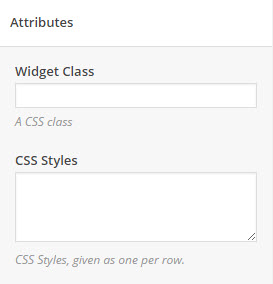 Attributes
Widget Class
A CSS class
CSS Styles
CSS Styles, given as one per row.